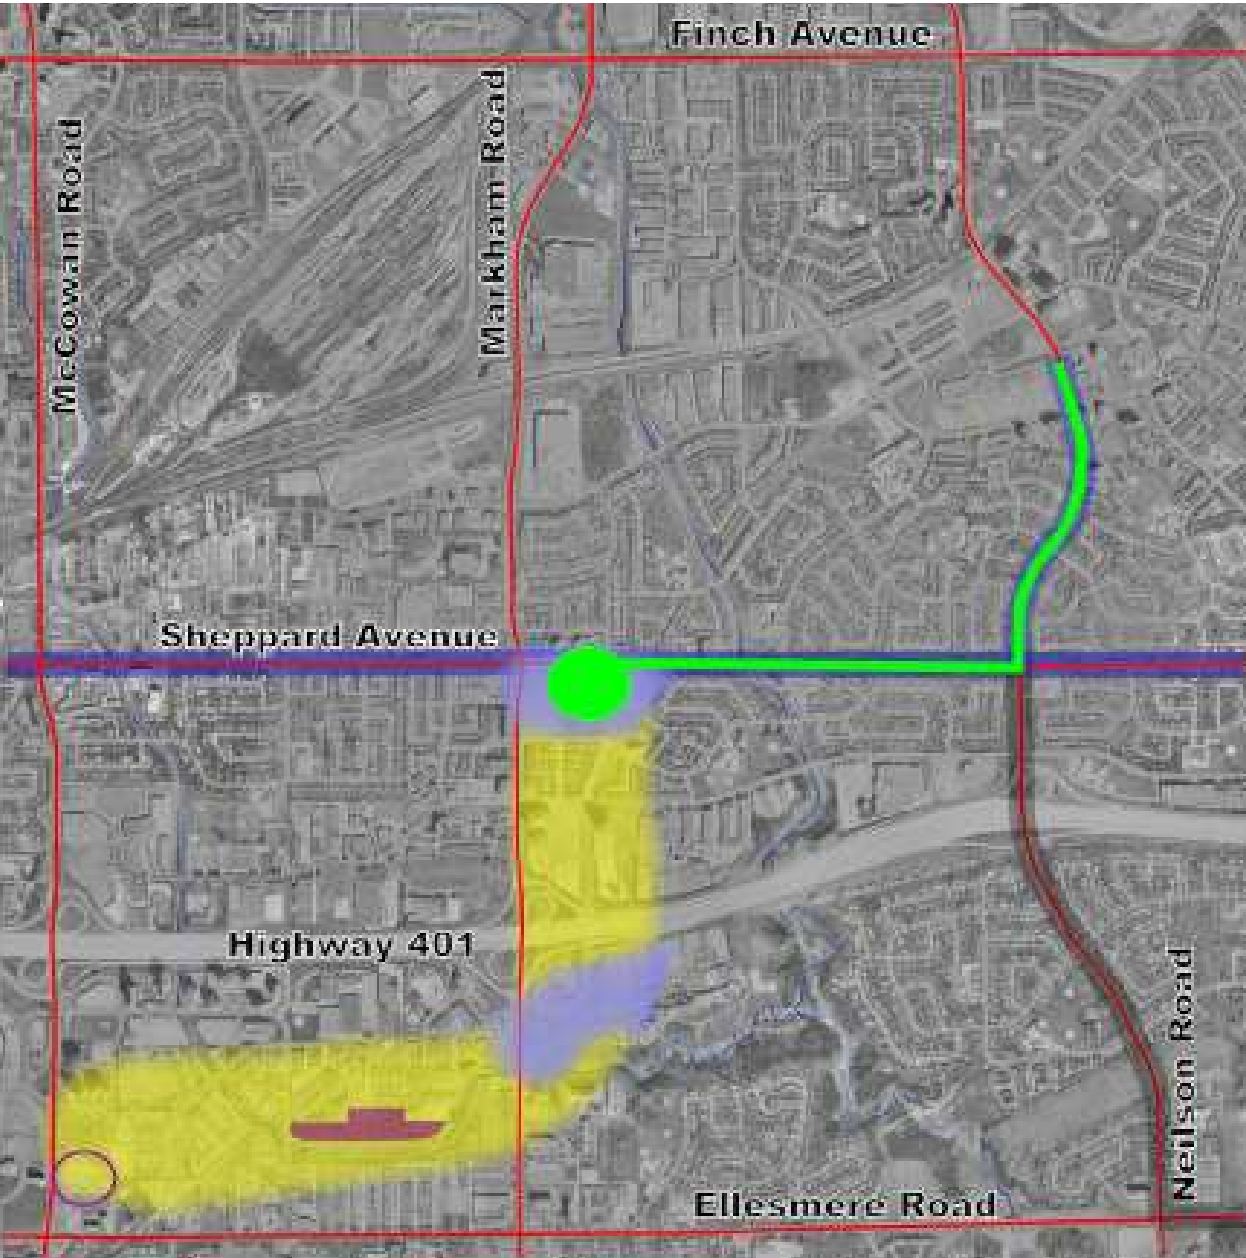 Finch Avenue
McCowan Road
Markham Road
Sheppard Avenue
Highway 401
Neilson Road
Ellesmere Road